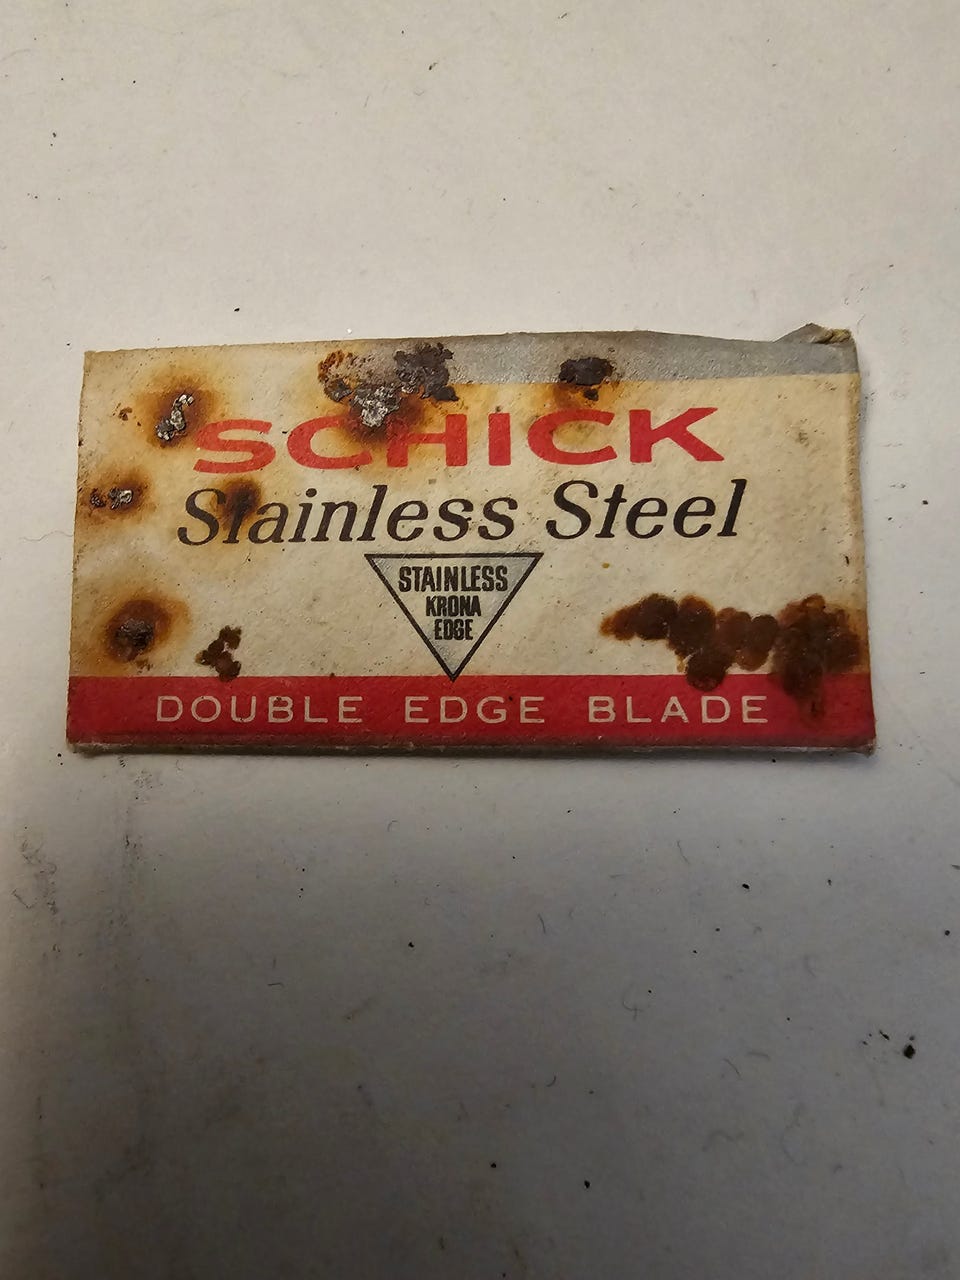 SCHICK
Stainless Steel
STAINLESS
KRONA
EDGE
DOUBLE EDGE BLADE